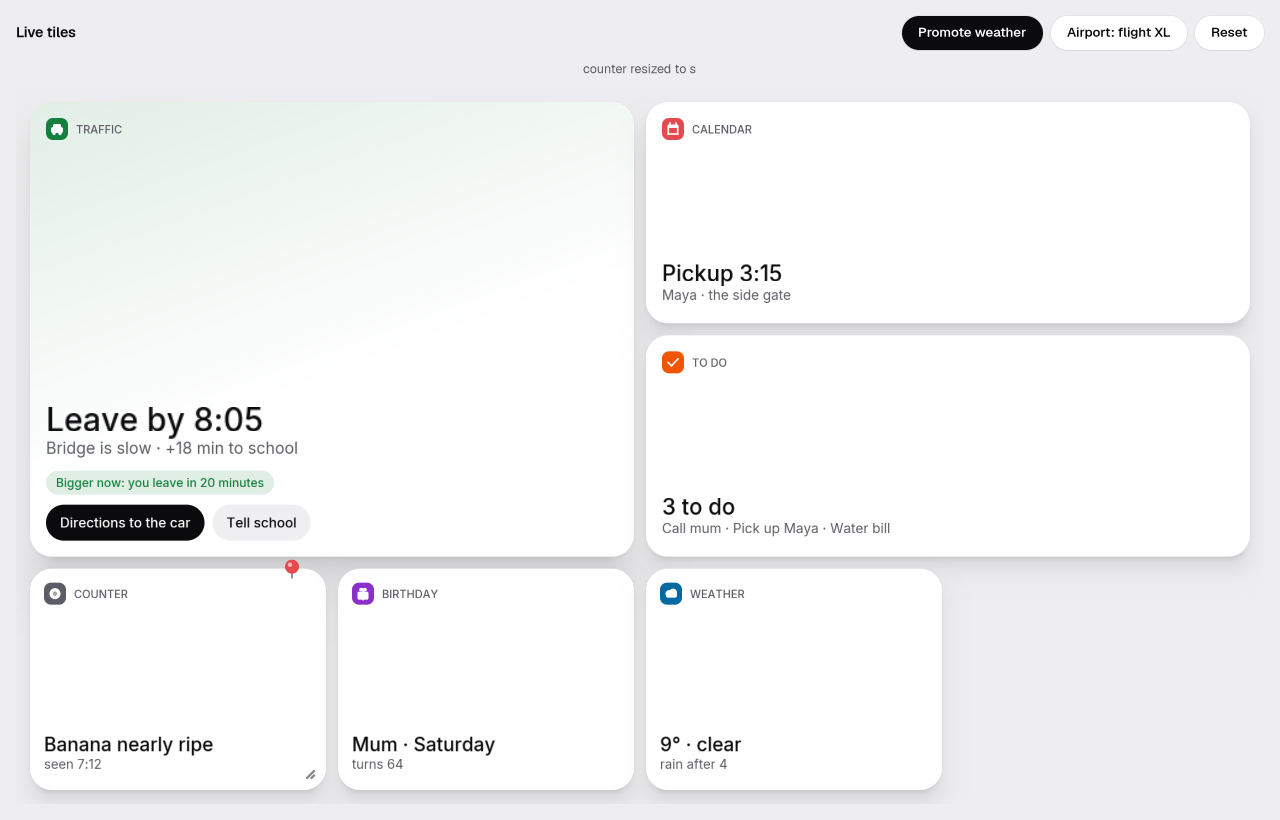 Live tiles
Promote weather
Airport: flight XL
Reset
counter resized to s
TRAFFIC
Leave by 8:05
Bridge is slow · +18 min to school
Bigger now: you leave in 20 minutes
Directions to the car
Tell school
CALENDAR
Pickup 3:15
Maya · the side gate
TO DO
3 to do
Call mum · Pick up Maya · Water bill
COUNTER
Banana nearly ripe
seen 7:12
BIRTHDAY
Mum · Saturday
turns 64
WEATHER
9° · clear
rain after 4